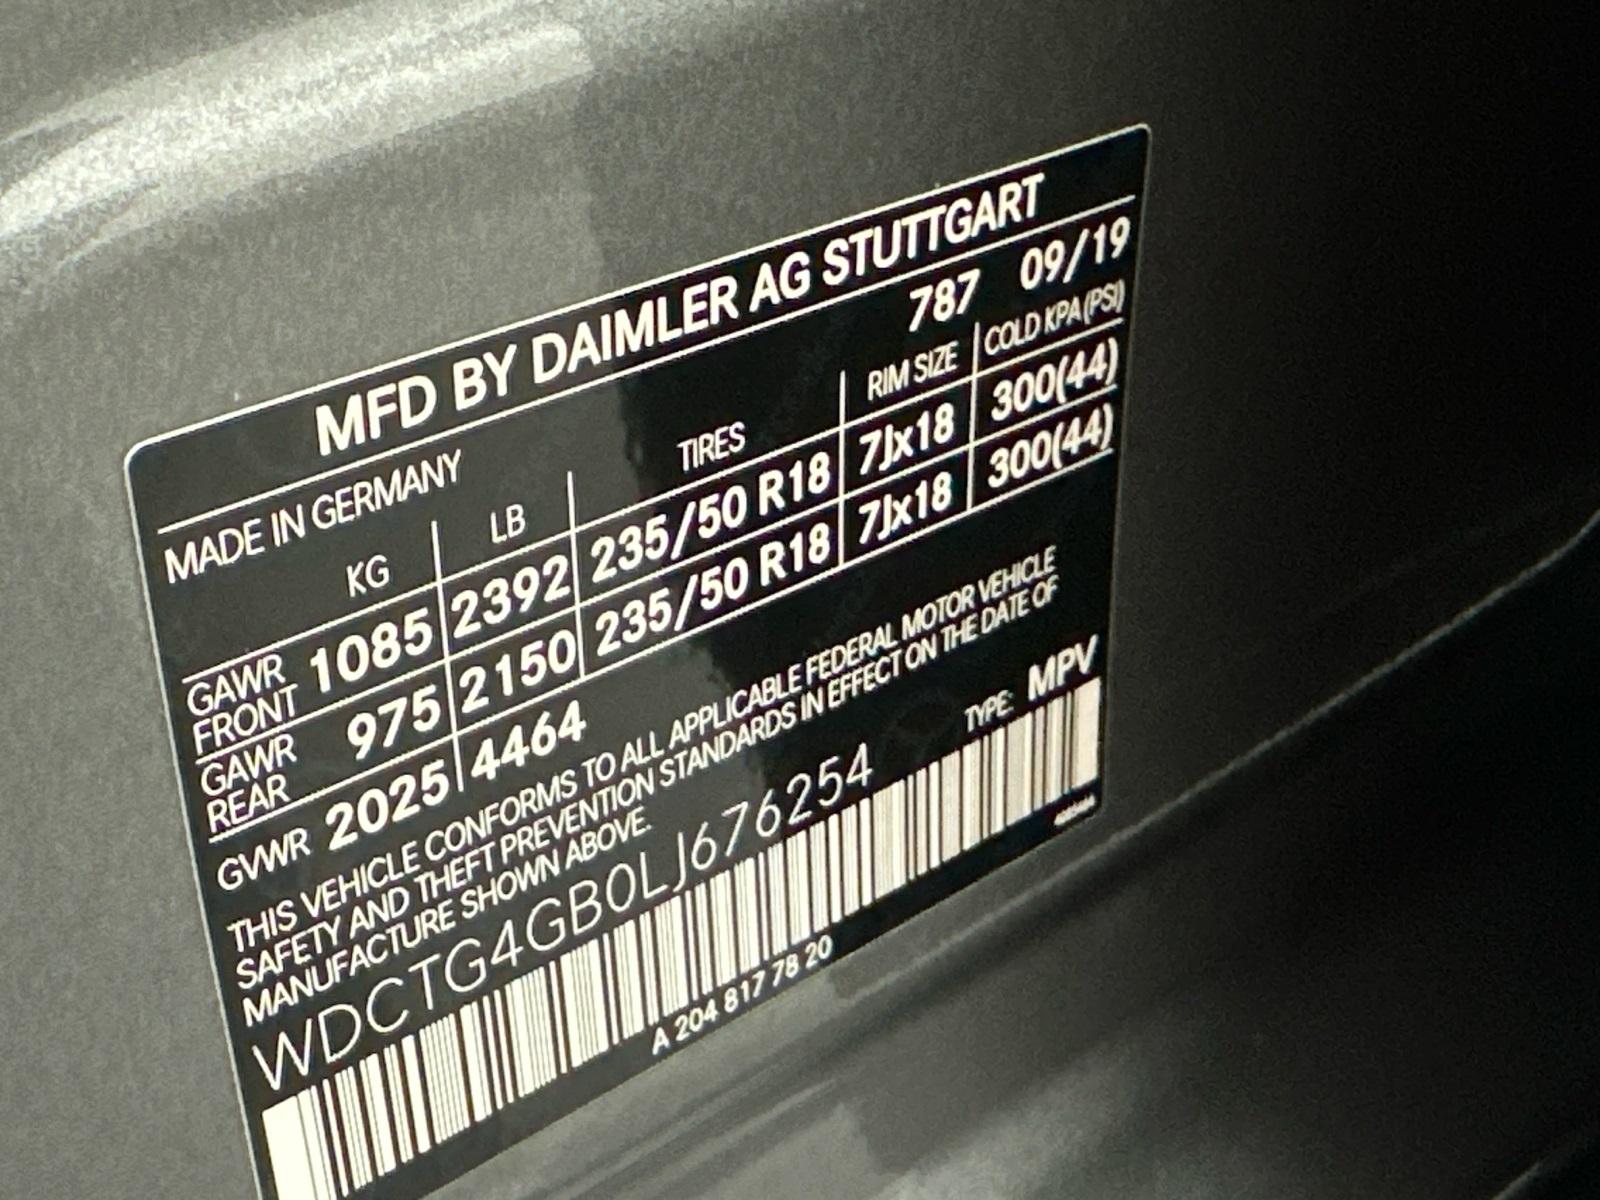 MFD BY DAIMLER AG STUTTGART
MADE IN GERMANY 787 09/19
KG LB TIRES RIM SIZE COLD KPA(PSI)
GAWR FRONT 1085 2392 235/50 R18 7Jx18 300(44)
GAWR REAR 975 2150 235/50 R18 7Jx18 300(44)
GVWR 2025 4464
THIS VEHICLE CONFORMS TO ALL APPLICABLE FEDERAL MOTOR VEHICLE
SAFETY AND THEFT PREVENTION STANDARDS IN EFFECT ON THE DATE OF
MANUFACTURE SHOWN ABOVE.
WDCTG4GB0LJ676254 TYPE: MPV
A 204 817 78 20